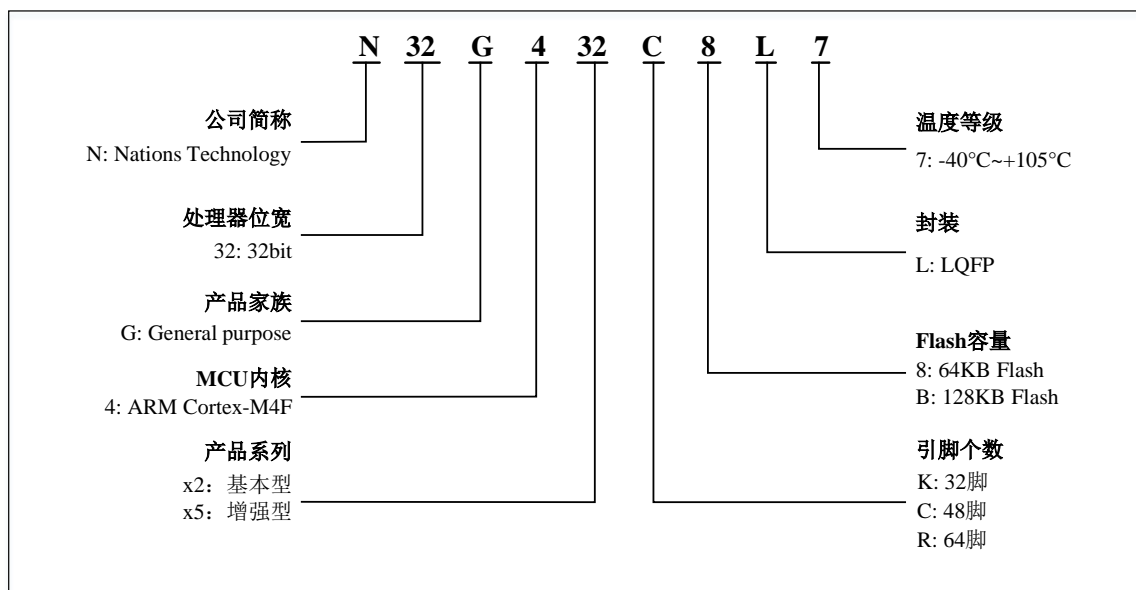 N 32 G 4 32 C 8 L 7
公司简称
N: Nations Technology
处理器位宽
32: 32bit
产品家族
G: General purpose
MCU内核
4: ARM Cortex-M4F
产品系列
x2：基本型
x5：增强型
温度等级
7: -40°C~+105°C
封装
L: LQFP
Flash容量
8: 64KB Flash
B: 128KB Flash
引脚个数
K: 32脚
C: 48脚
R: 64脚